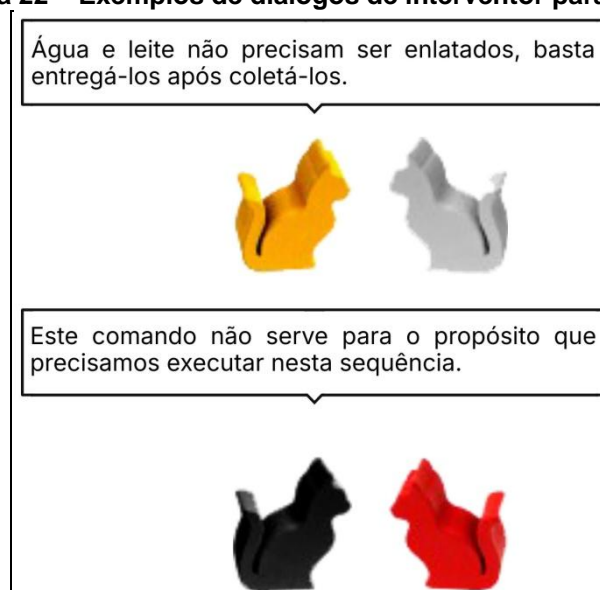 22 – Exemplos de diálogos de interventor para
Água e leite não precisam ser enlatados, basta
entregá-los após coletá-los.
Este comando não serve para o propósito que
precisamos executar nesta sequência.